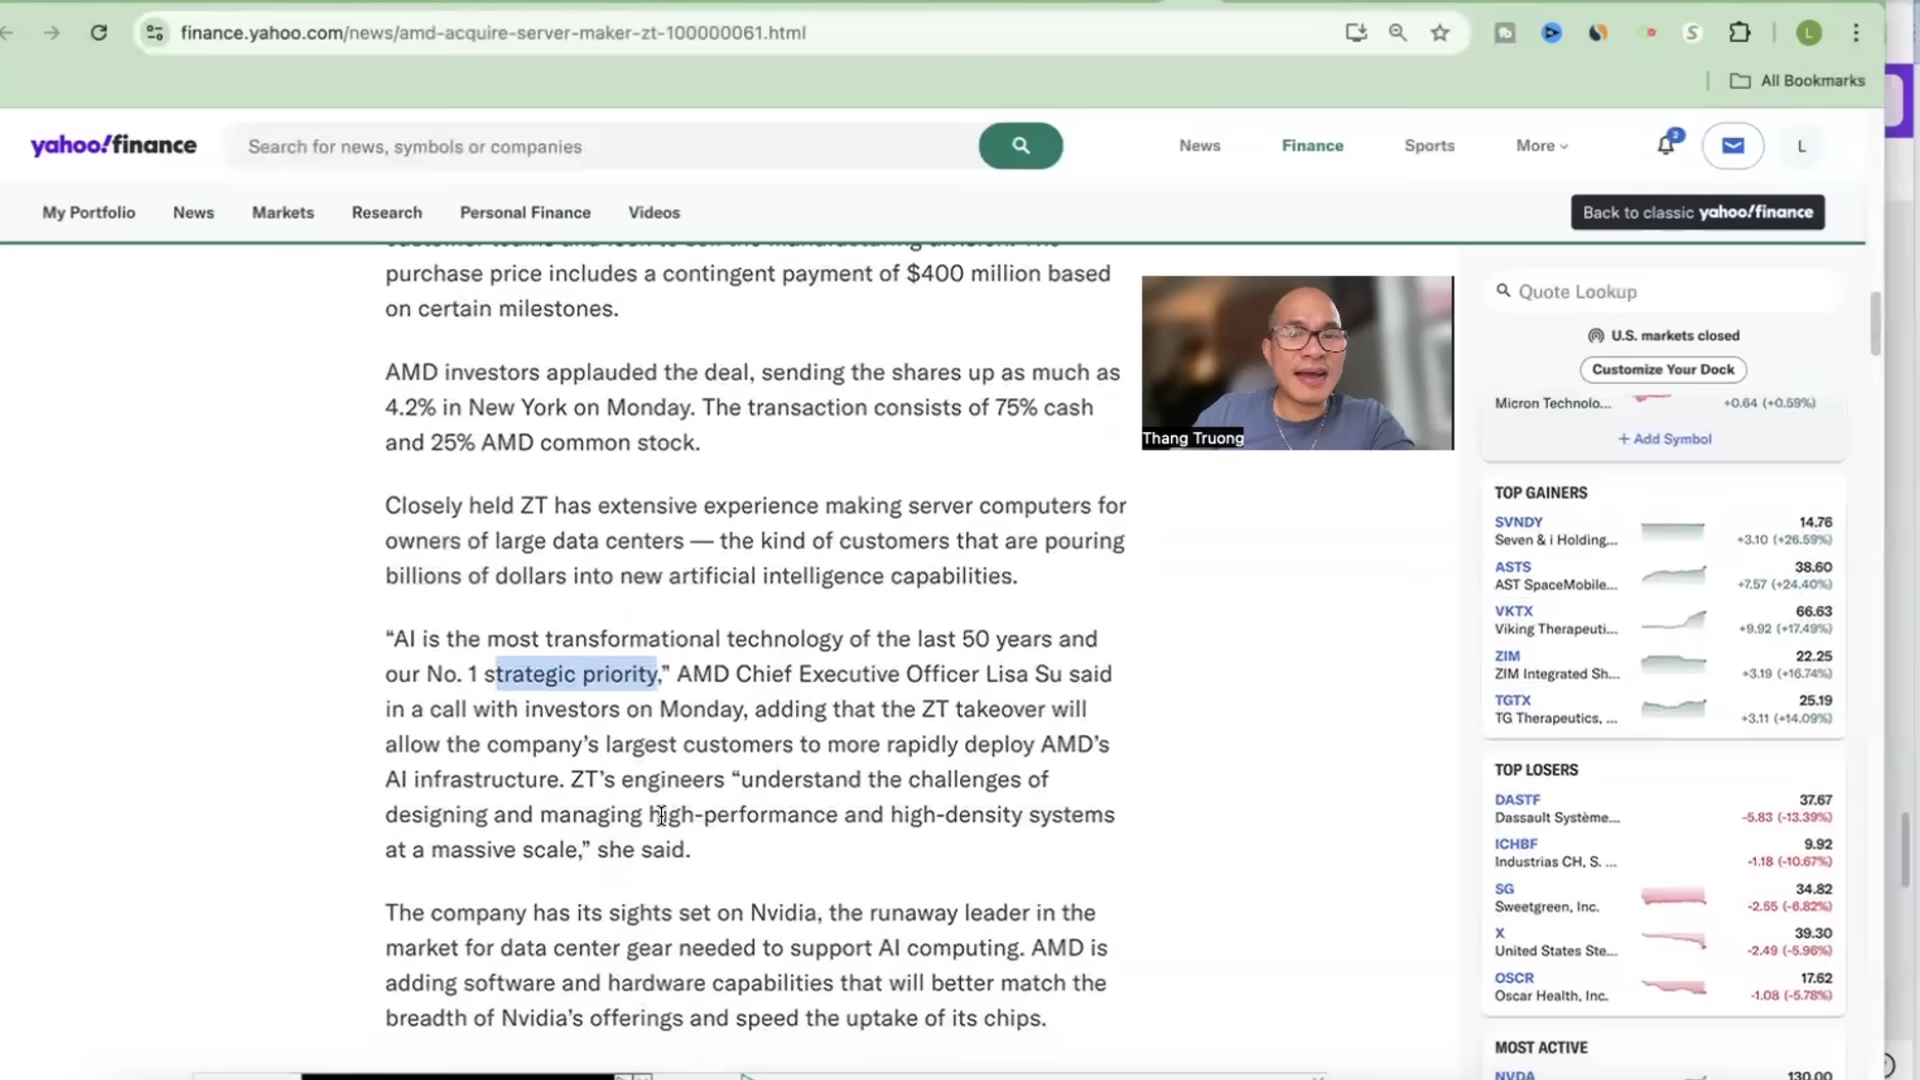 finance.yahoo.com/news/amd-acquire-server-maker-zt-100000061.html
L
All Bookmarks
yahoo!finance
Search for news, symbols or companies
News
Finance
Sports
More
2
L
My Portfolio
News
Markets
Research
Personal Finance
Videos
Back to classic yahoo!finance
purchase price includes a contingent payment of $400 million based
on certain milestones.
AMD investors applauded the deal, sending the shares up as much as
4.2% in New York on Monday. The transaction consists of 75% cash
and 25% AMD common stock.
Closely held ZT has extensive experience making server computers for
owners of large data centers — the kind of customers that are pouring
billions of dollars into new artificial intelligence capabilities.
“AI is the most transformational technology of the last 50 years and
our No. 1 strategic priority,” AMD Chief Executive Officer Lisa Su said
in a call with investors on Monday, adding that the ZT takeover will
allow the company’s largest customers to more rapidly deploy AMD’s
AI infrastructure. ZT’s engineers “understand the challenges of
designing and managing high-performance and high-density systems
at a massive scale,” she said.
The company has its sights set on Nvidia, the runaway leader in the
market for data center gear needed to support AI computing. AMD is
adding software and hardware capabilities that will better match the
breadth of Nvidia’s offerings and speed the uptake of its chips.
Thang Truong
Quote Lookup
U.S. markets closed
Customize Your Dock
Micron Technolo... +0.64 (+0.59%)
+ Add Symbol
TOP GAINERS
SVNDY 14.76
Seven & i Holding... +3.10 (+26.59%)
ASTS 38.60
AST SpaceMobile... +7.57 (+24.40%)
VKTX 66.63
Viking Therapeuti... +9.92 (+17.49%)
ZIM 22.25
ZIM Integrated Sh... +3.19 (+16.74%)
TGTX 25.19
TG Therapeutics, ... +3.11 (+14.09%)
TOP LOSERS
DASTF 37.67
Dassault Système... -5.83 (-13.39%)
ICHBF 9.92
Industrias CH, S. ... -1.18 (-10.67%)
SG 34.82
Sweetgreen, Inc. -2.55 (-6.82%)
X 39.30
United States Ste... -2.49 (-5.96%)
OSCR 17.62
Oscar Health, Inc. -1.08 (-5.78%)
MOST ACTIVE
NVDA 130.00